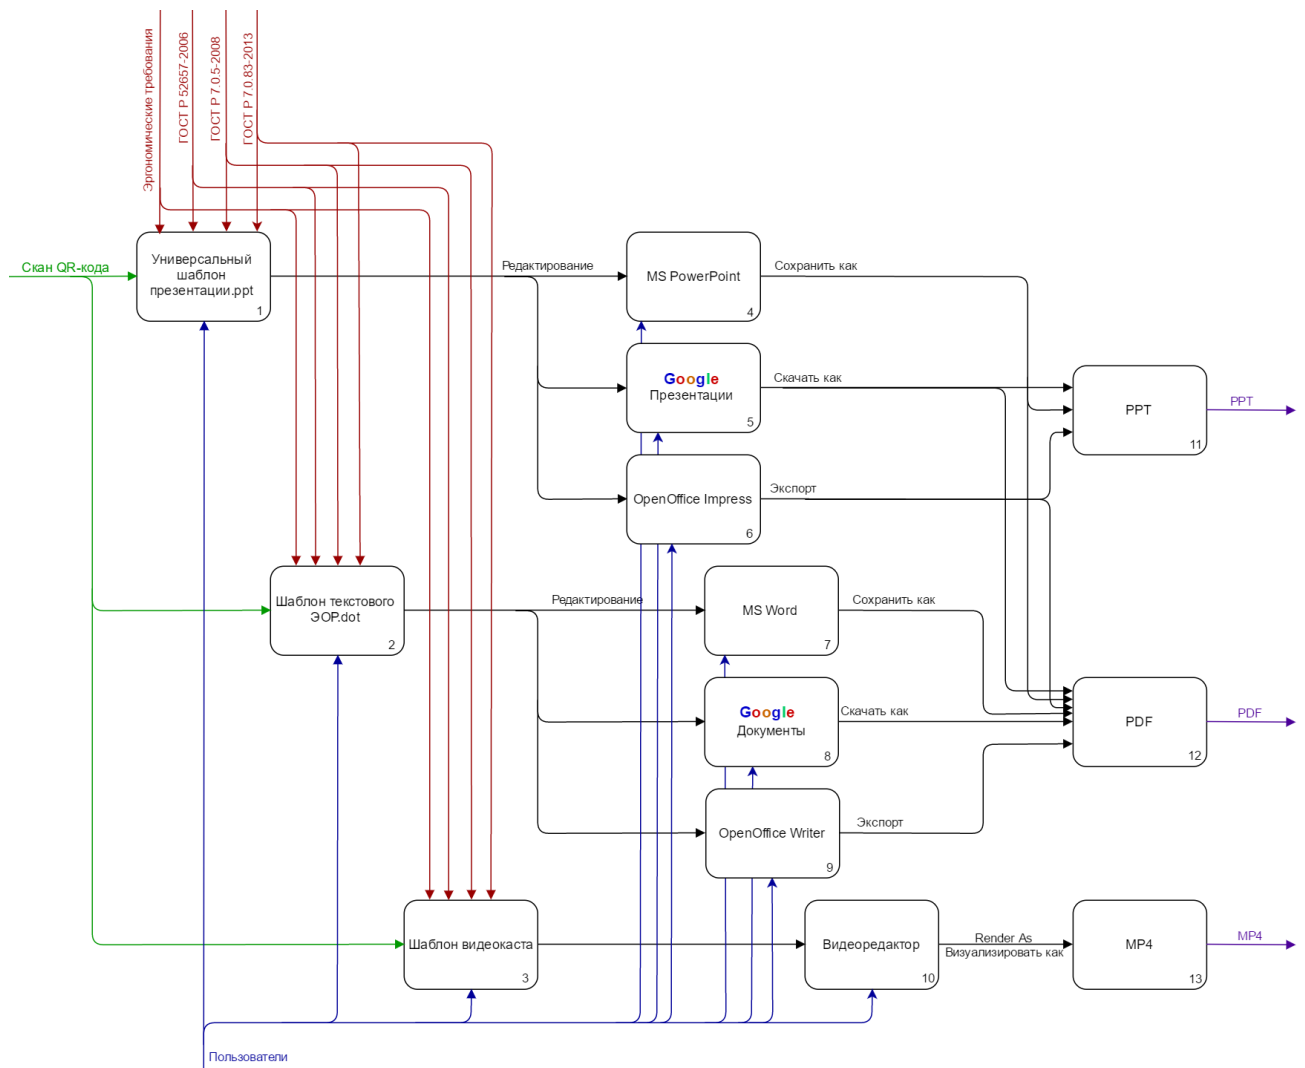 Эргономические требования
ГОСТ Р 52657-2006
ГОСТ Р 7.0.5-2008
ГОСТ Р 7.0.83-2013
Скан QR-кода
Универсальный
шаблон
презентации.ppt
1
Редактирование
MS PowerPoint
4
Сохранить как
Google
Презентации
5
Скачать как
PPT
11
PPT
OpenOffice Impress
6
Экспорт
Шаблон текстового
ЭОР.dot
2
Редактирование
MS Word
7
Сохранить как
Google
Документы
8
Скачать как
PDF
12
PDF
OpenOffice Writer
9
Экспорт
Шаблон видеокаста
3
Видеоредактор
10
Render As
Визуализировать как
MP4
13
MP4
Пользователи